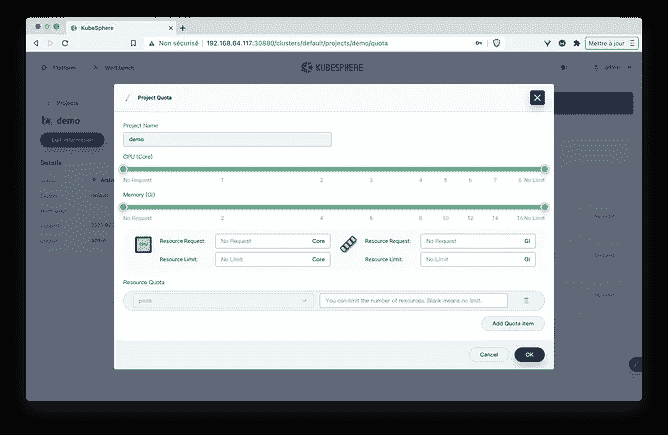 KubeSphere
Non sécurisé 192.168.64.117:30880/clusters/default/projects/demo/quota
Mettre à jour
Platform Workbench KUBESPHERE
Projects
demo
Edit Information
Details
Project Quota
Project Name
demo
CPU (Core)
No Request 1 2 3 4 5 6 7 8 No Limit
Memory (Gi)
No Request 2 4 6 8 10 12 14 16 No Limit
CPU Resource Request: No Request Core Resource Request: No Request Gi
Resource Limit: No Limit Core Resource Limit: No Limit Gi
Resource Quota
pods You can limit the number of resources. Blank means no limit.
Add Quota Item
Cancel OK